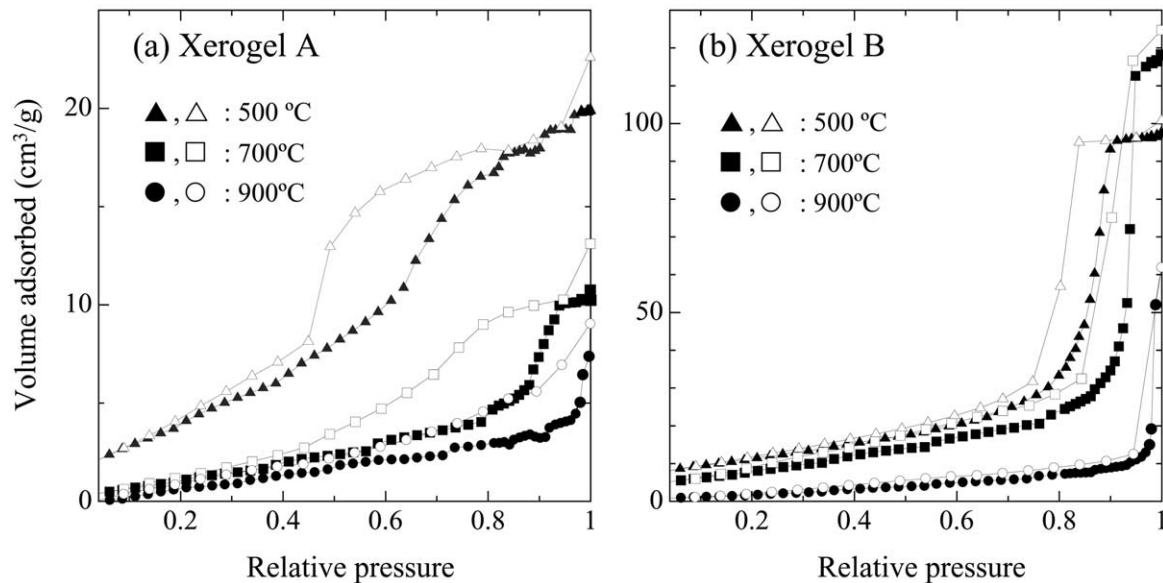 (a) Xerogel A
▲ , △ : 500 ºC
■ , □ : 700ºC
● , ○ : 900ºC
Volume adsorbed (cm³/g)
20
10
0
0.2 0.4 0.6 0.8 1
Relative pressure
(b) Xerogel B
▲ , △ : 500 ºC
■ , □ : 700ºC
● , ○ : 900ºC
100
50
0
0.2 0.4 0.6 0.8 1
Relative pressure